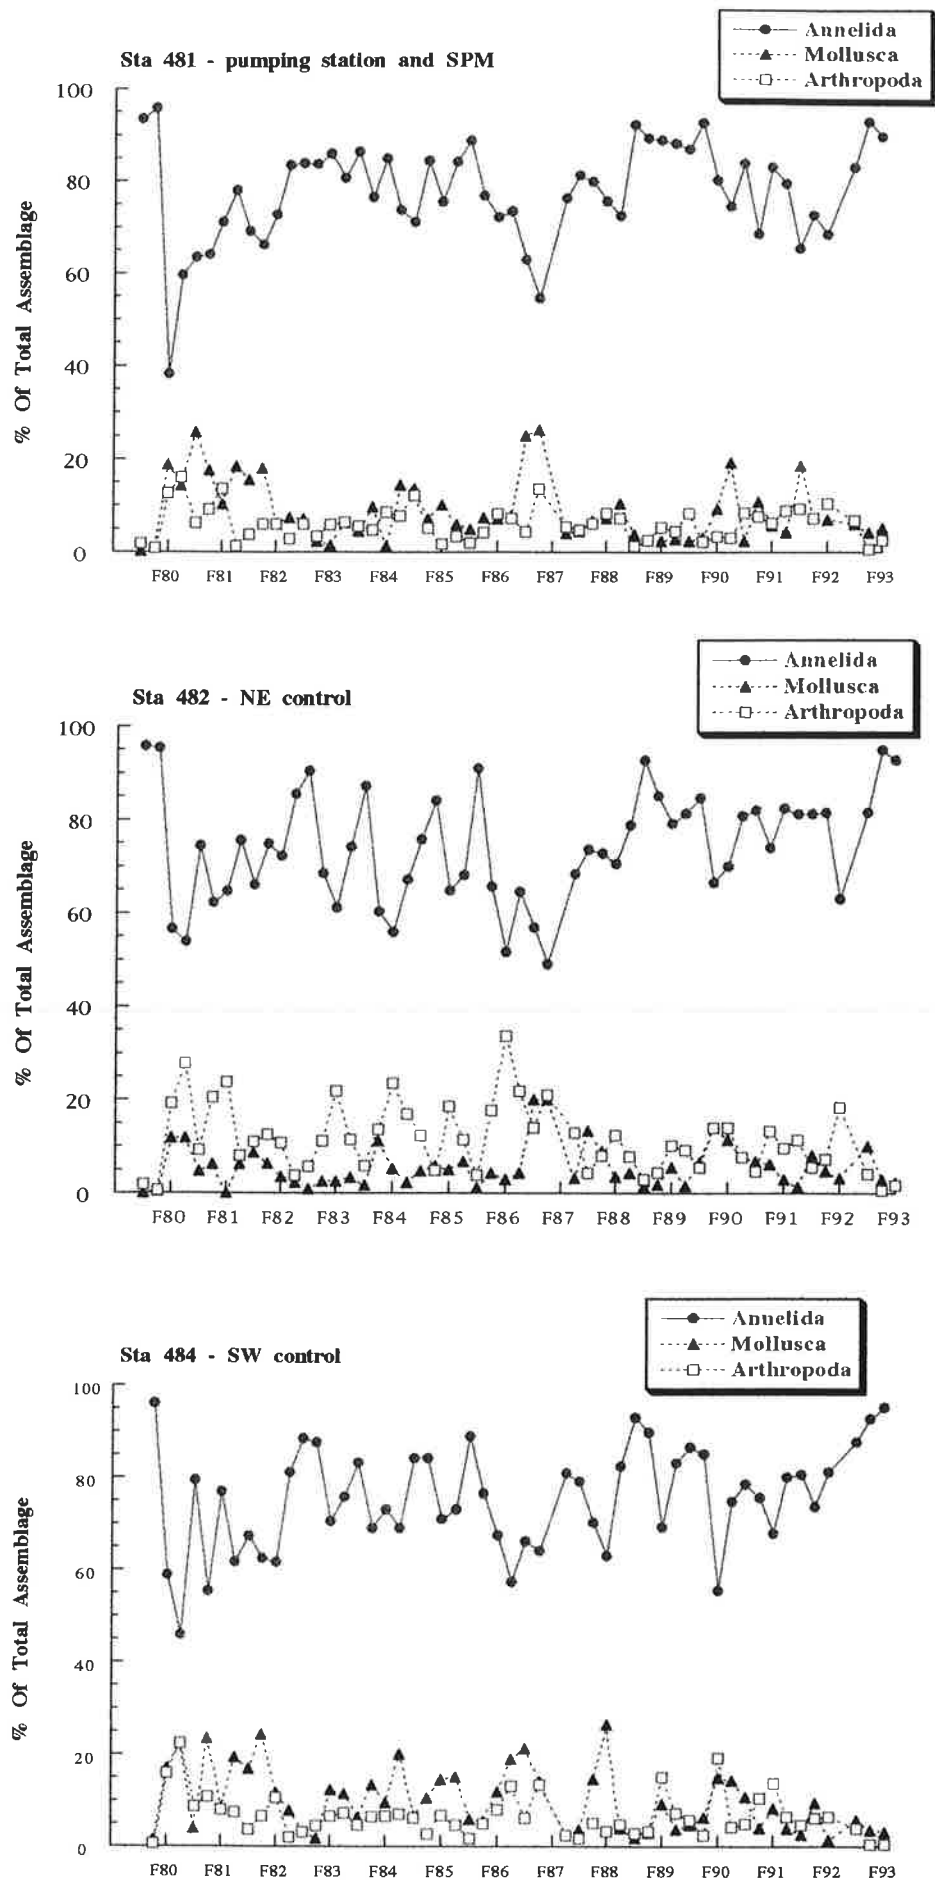 Annelida
Mollusca
Arthropoda
Sta 481 - pumping station and SPM
% Of Total Assemblage
100
80
60
40
20
0
F80 F81 F82 F83 F84 F85 F86 F87 F88 F89 F90 F91 F92 F93
Annelida
Mollusca
Arthropoda
Sta 482 - NE control
% Of Total Assemblage
100
80
60
40
20
0
F80 F81 F82 F83 F84 F85 F86 F87 F88 F89 F90 F91 F92 F93
Annelida
Mollusca
Arthropoda
Sta 484 - SW control
% Of Total Assemblage
100
80
60
40
20
0
F80 F81 F82 F83 F84 F85 F86 F87 F88 F89 F90 F91 F92 F93